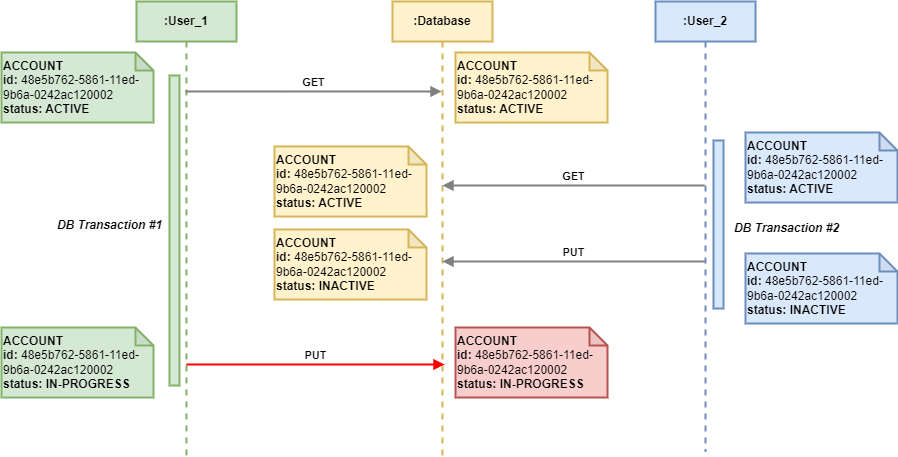 :User_1
:Database
:User_2
ACCOUNT
id: 48e5b762-5861-11ed-
9b6a-0242ac120002
status: ACTIVE
GET
ACCOUNT
id: 48e5b762-5861-11ed-
9b6a-0242ac120002
status: ACTIVE
ACCOUNT
id: 48e5b762-5861-11ed-
9b6a-0242ac120002
status: ACTIVE
GET
ACCOUNT
id: 48e5b762-5861-11ed-
9b6a-0242ac120002
status: ACTIVE
DB Transaction #1
DB Transaction #2
ACCOUNT
id: 48e5b762-5861-11ed-
9b6a-0242ac120002
status: INACTIVE
PUT
ACCOUNT
id: 48e5b762-5861-11ed-
9b6a-0242ac120002
status: INACTIVE
ACCOUNT
id: 48e5b762-5861-11ed-
9b6a-0242ac120002
status: IN-PROGRESS
PUT
ACCOUNT
id: 48e5b762-5861-11ed-
9b6a-0242ac120002
status: IN-PROGRESS